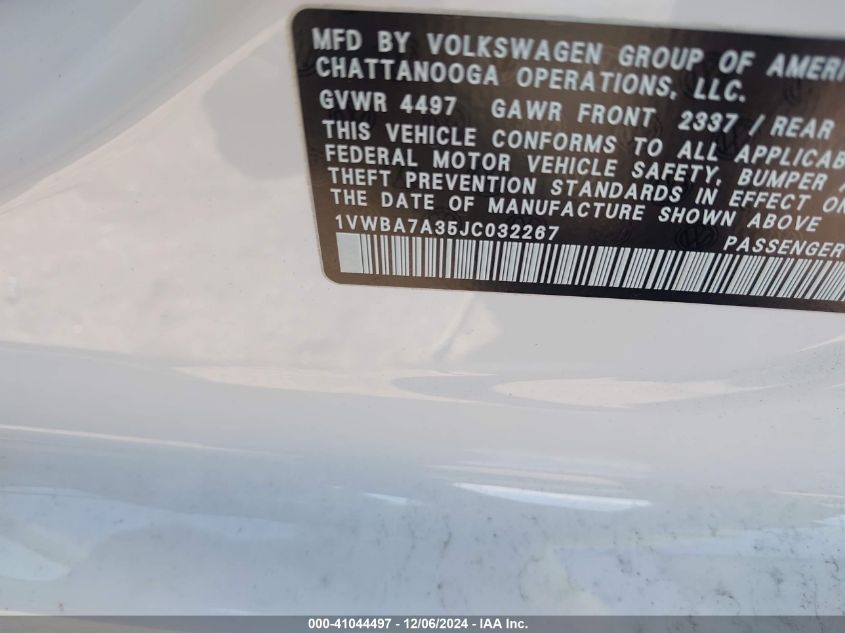 MFD BY VOLKSWAGEN GROUP OF AMERI
CHATTANOOGA OPERATIONS, LLC.
GVWR 4497 GAWR FRONT 2337 / REAR
THIS VEHICLE CONFORMS TO ALL APPLICAB
FEDERAL MOTOR VEHICLE SAFETY, BUMPER
THEFT PREVENTION STANDARDS IN EFFECT ON
THE DATE OF MANUFACTURE SHOWN ABOVE
1VWBA7A35JC032267
PASSENGER
000-41044497 - 12/06/2024 - IAA Inc.